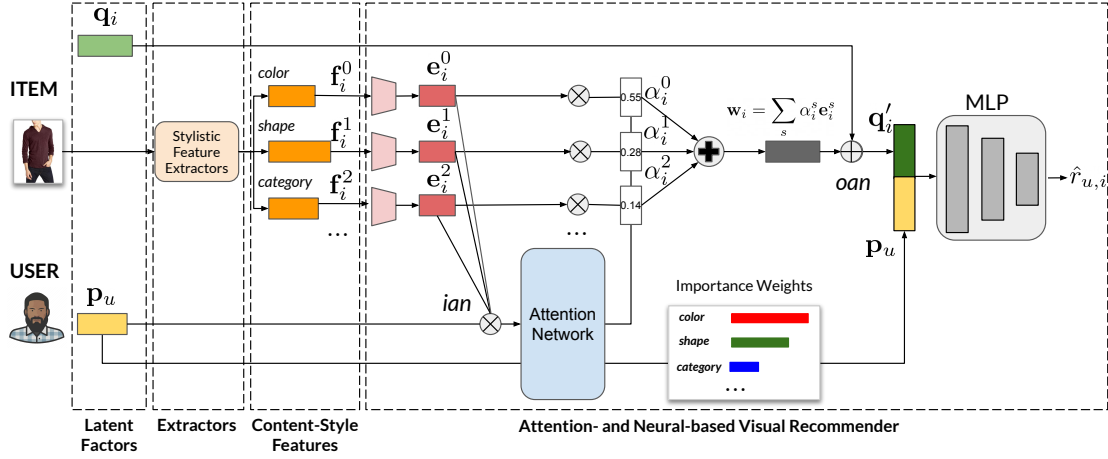 q_i
ITEM
Stylistic
Feature
Extractors
color
f_i^0
e_i^0
shape
f_i^1
e_i^1
category
f_i^2
e_i^2
...
0.55
α_i^0
0.28
α_i^1
0.14
α_i^2
...
w_i = ∑_s α_i^s e_i^s
oan
q_i'
p_u
MLP
r̂_{u,i}
USER
p_u
ian
Attention
Network
Importance Weights
color
shape
category
...
Latent
Factors
Extractors
Content-Style
Features
Attention- and Neural-based Visual Recommender